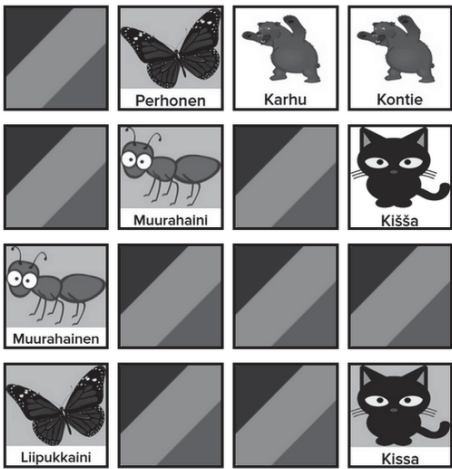 Perhonen
Karhu
Kontie
Muurahaini
Kišša
Muurahainen
Liipukkaini
Kissa